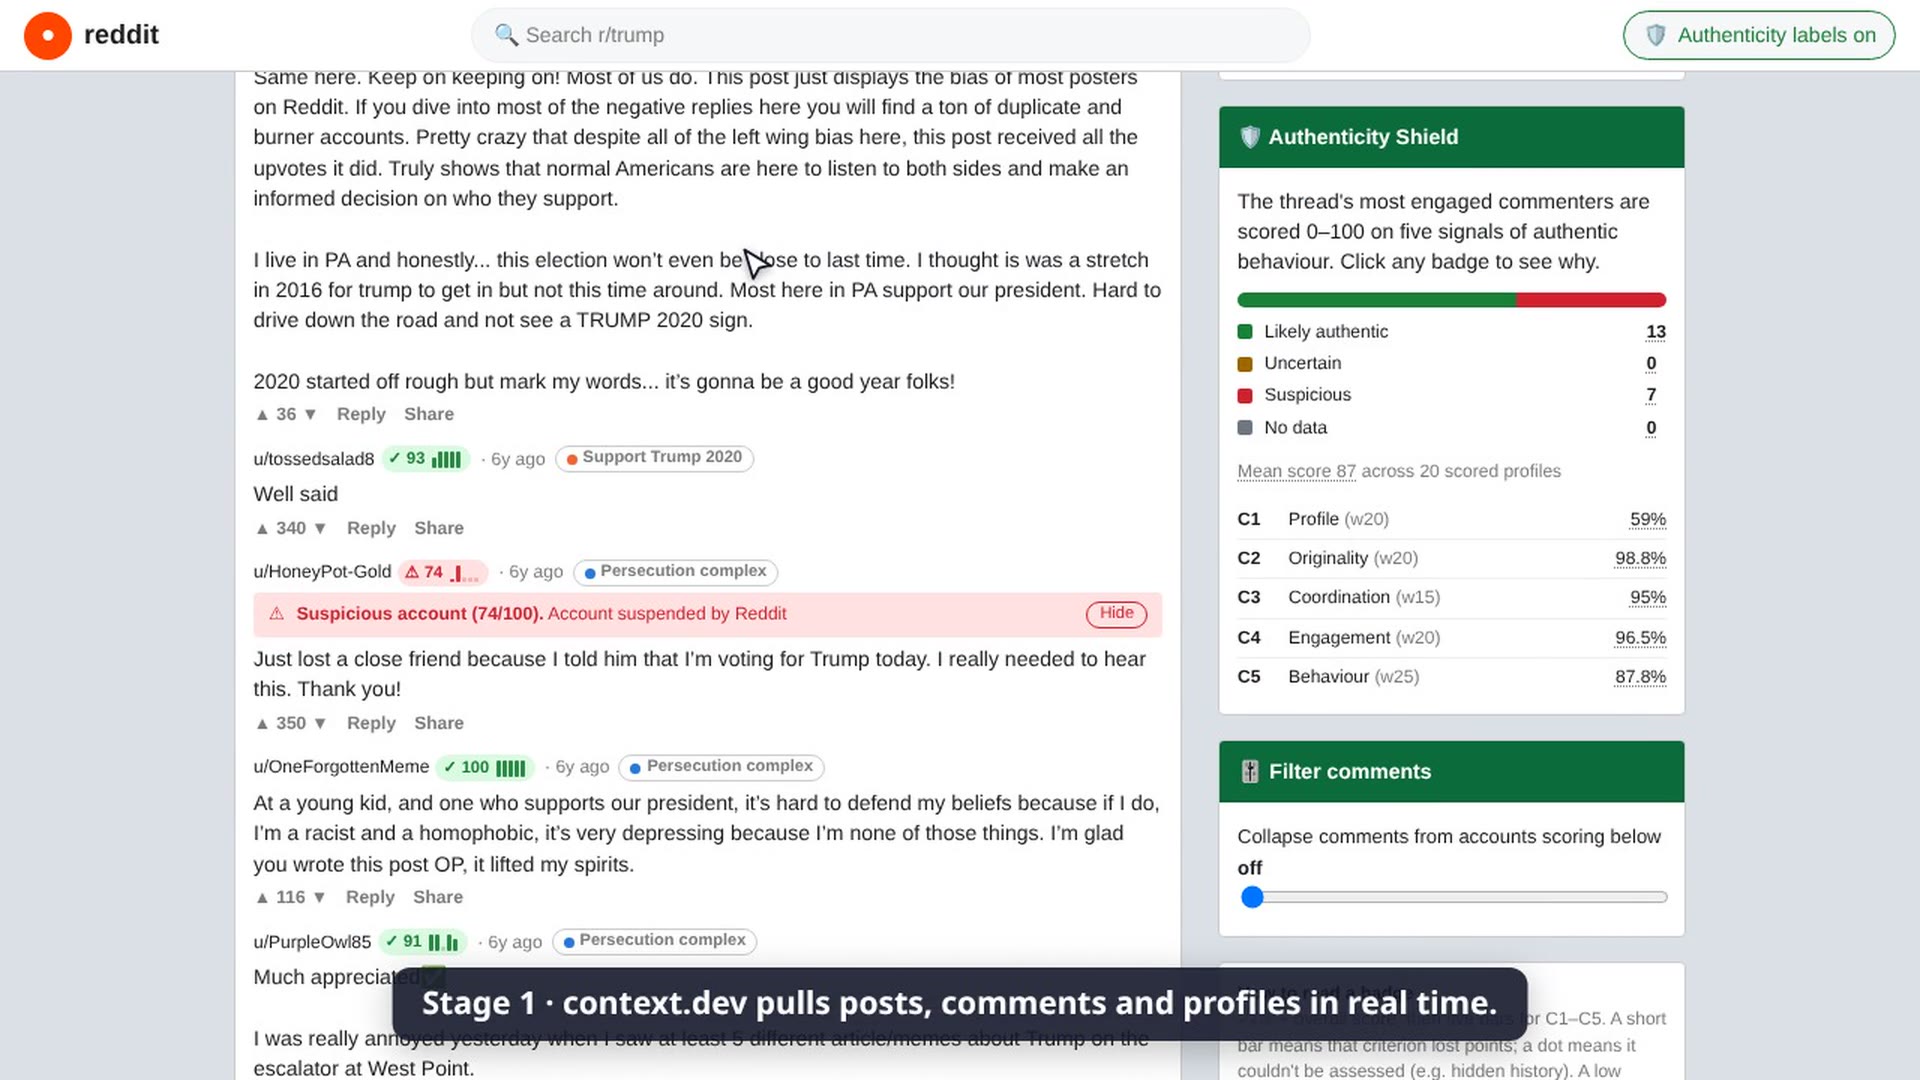 reddit
Search r/trump
Authenticity labels on
Same here. Keep on keeping on! Most of us do. This post just displays the bias of most posters
on Reddit. If you dive into most of the negative replies here you will find a ton of duplicate and
burner accounts. Pretty crazy that despite all of the left wing bias here, this post received all the
upvotes it did. Truly shows that normal Americans are here to listen to both sides and make an
informed decision on who they support.
I live in PA and honestly... this election won't even be close to last time. I thought is was a stretch
in 2016 for trump to get in but not this time around. Most here in PA support our president. Hard to
drive down the road and not see a TRUMP 2020 sign.
2020 started off rough but mark my words... it's gonna be a good year folks!
▲ 36 ▼ Reply Share
u/tossedsalad8 ✓ 93 · 6y ago Support Trump 2020
Well said
▲ 340 ▼ Reply Share
u/HoneyPot-Gold ⚠ 74 · 6y ago Persecution complex
⚠ Suspicious account (74/100). Account suspended by Reddit Hide
Just lost a close friend because I told him that I'm voting for Trump today. I really needed to hear
this. Thank you!
▲ 350 ▼ Reply Share
u/OneForgottenMeme ✓ 100 · 6y ago Persecution complex
At a young kid, and one who supports our president, it's hard to defend my beliefs because if I do,
I'm a racist and a homophobic, it's very depressing because I'm none of those things. I'm glad
you wrote this post OP, it lifted my spirits.
▲ 116 ▼ Reply Share
u/PurpleOwl85 ✓ 91 · 6y ago Persecution complex
Much appreciated
I was really annoyed yesterday when I saw at least 5 different article/memes about Trump on the
escalator at West Point.
Authenticity Shield
The thread's most engaged commenters are
scored 0–100 on five signals of authentic
behaviour. Click any badge to see why.
Likely authentic 13
Uncertain 0
Suspicious 7
No data 0
Mean score 87 across 20 scored profiles
C1 Profile (w20) 59%
C2 Originality (w20) 98.8%
C3 Coordination (w15) 95%
C4 Engagement (w20) 96.5%
C5 Behaviour (w25) 87.8%
Filter comments
Collapse comments from accounts scoring below
off
for C1–C5. A short
bar means that criterion lost points; a dot means it
couldn't be assessed (e.g. hidden history). A low
Stage 1 · context.dev pulls posts, comments and profiles in real time.